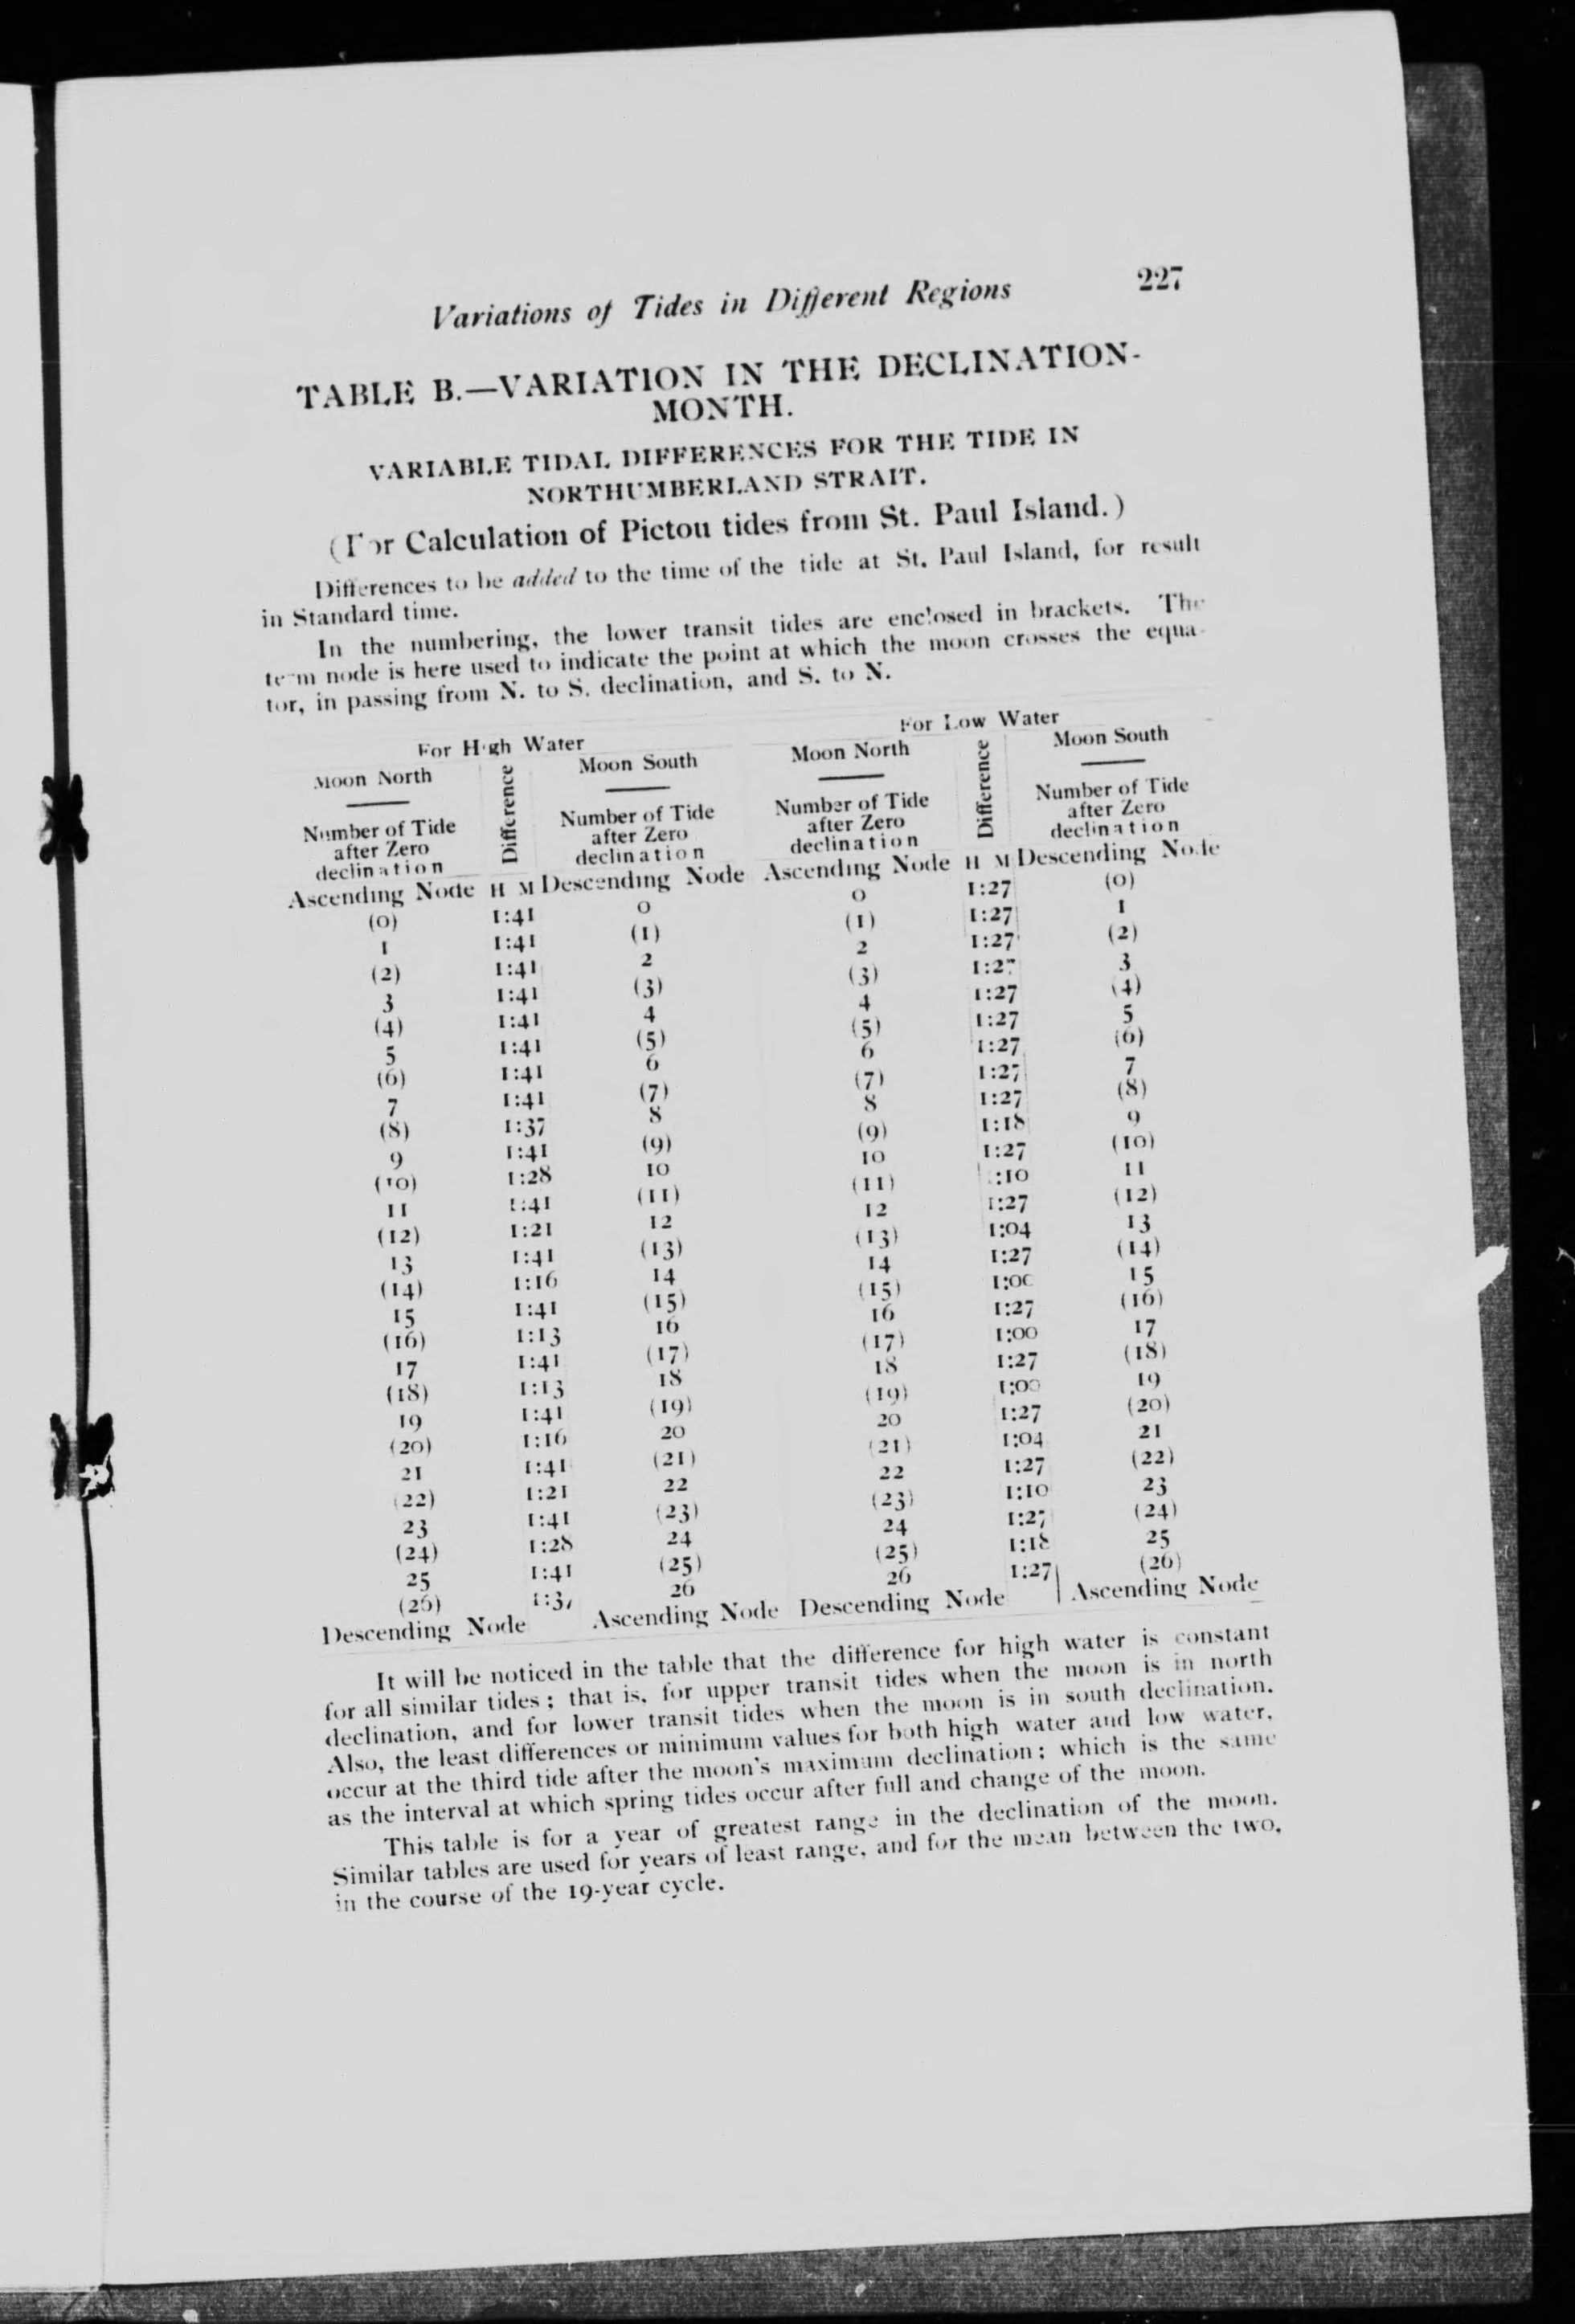 Variations of Tides in Different Regions 227
TABLE B.—VARIATION IN THE DECLINATION-
MONTH.
VARIABLE TIDAL DIFFERENCES FOR THE TIDE IN
NORTHUMBERLAND STRAIT.
(For Calculation of Pictou tides from St. Paul Island.)
Differences to be added to the time of the tide at St. Paul Island, for result
in Standard time.
In the numbering, the lower transit tides are enclosed in brackets. The
term node is here used to indicate the point at which the moon crosses the equa-
tor, in passing from N. to S. declination, and S. to N.
For High Water For Low Water
Moon North Difference Moon South Moon North Difference Moon South
Number of Tide Number of Tide Number of Tide Number of Tide
after Zero after Zero after Zero after Zero
declination declination declination declination
Ascending Node H M Descending Node Ascending Node H M Descending Node
(0) 1:41 0 0 1:27 (0)
1 1:41 (1) (1) 1:27 1
(2) 1:41 2 2 1:27 (2)
3 1:41 (3) (3) 1:27 3
(4) 1:41 4 4 1:27 (4)
5 1:41 (5) (5) 1:27 5
(6) 1:41 6 6 1:27 (6)
7 1:41 (7) (7) 1:27 7
(8) 1:37 8 8 1:27 (8)
9 1:41 (9) (9) 1:18 9
(10) 1:28 10 10 1:27 (10)
11 1:41 (11) (11) 1:10 11
(12) 1:21 12 12 1:27 (12)
13 1:41 (13) (13) 1:04 13
(14) 1:16 14 14 1:27 (14)
15 1:41 (15) (15) 1:00 15
(16) 1:13 16 16 1:27 (16)
17 1:41 (17) (17) 1:00 17
(18) 1:13 18 18 1:27 (18)
19 1:41 (19) (19) 1:00 19
(20) 1:16 20 20 1:27 (20)
21 1:41 (21) (21) 1:04 21
(22) 1:21 22 22 1:27 (22)
23 1:41 (23) (23) 1:10 23
(24) 1:28 24 24 1:27 (24)
25 1:41 (25) (25) 1:18 25
(26) 1:37 26 26 1:27 (26)
Descending Node Ascending Node Descending Node Ascending Node
It will be noticed in the table that the difference for high water is constant
for all similar tides; that is, for upper transit tides when the moon is in north
declination, and for lower transit tides when the moon is in south declination.
Also, the least differences or minimum values for both high water and low water,
occur at the third tide after the moon's maximum declination; which is the same
as the interval at which spring tides occur after full and change of the moon.
This table is for a year of greatest range in the declination of the moon.
Similar tables are used for years of least range, and for the mean between the two,
in the course of the 19-year cycle.